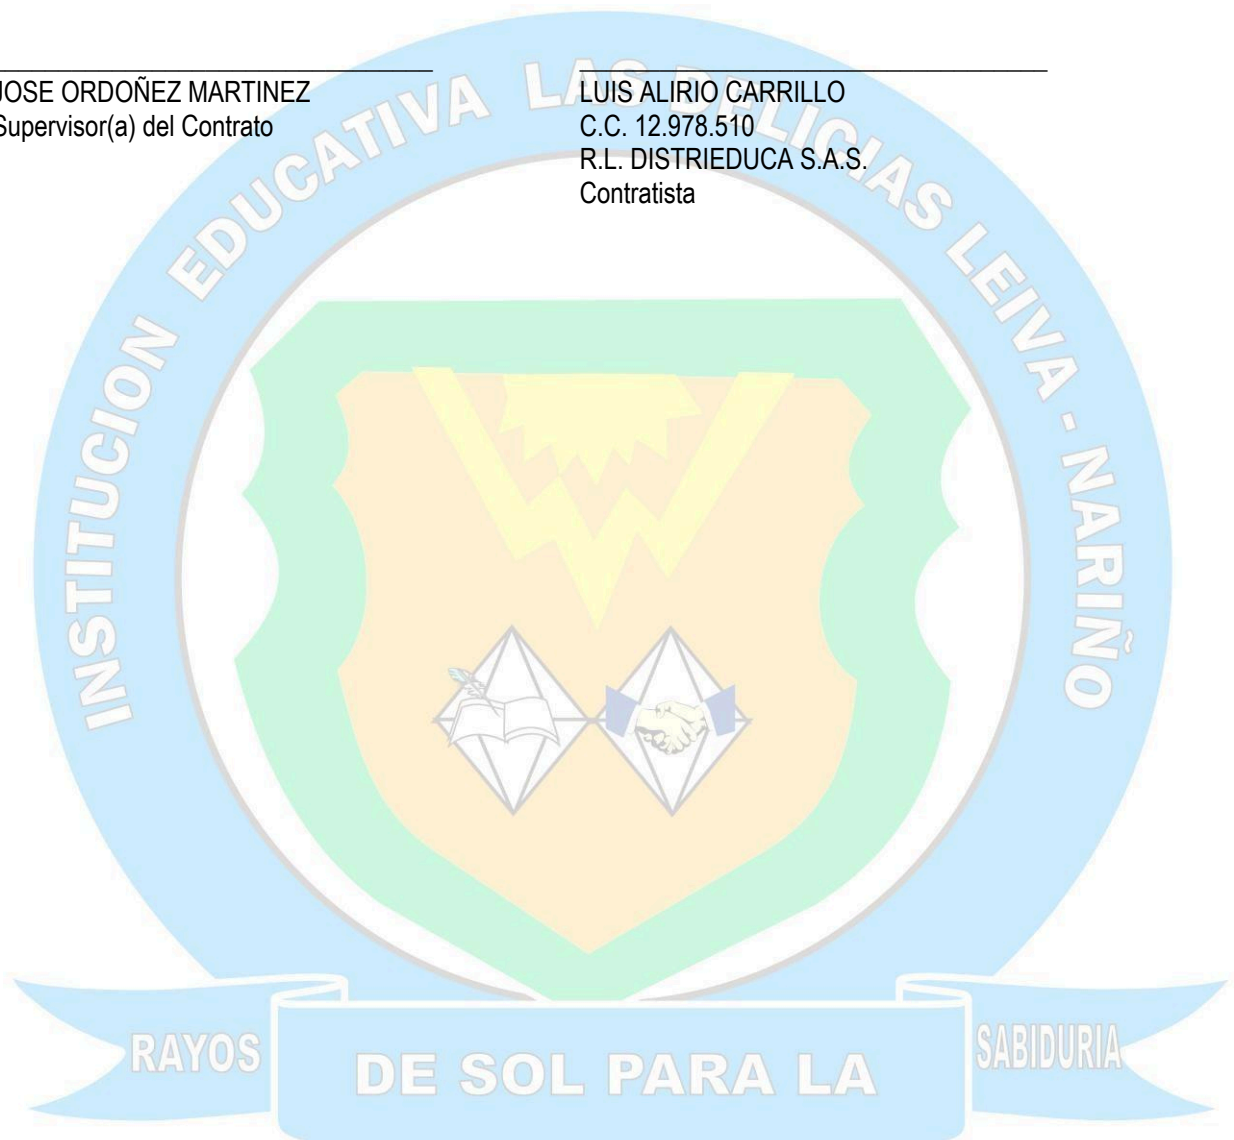 JOSE ORDOÑEZ MARTINEZ
Supervisor(a) del Contrato
LUIS ALIRIO CARRILLO
C.C. 12.978.510
R.L. DISTRIEDUCA S.A.S.
Contratista
INSTITUCION EDUCATIVA LAS DELICIAS LEIVA - NARIÑO
RAYOS DE SOL PARA LA SABIDURIA